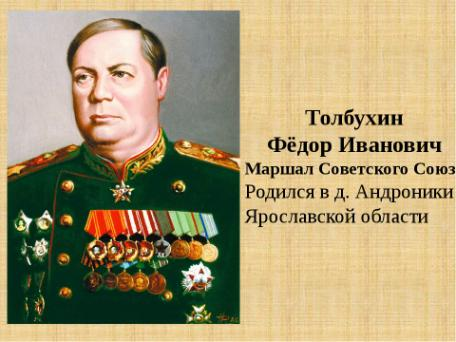 Толбухин
Фёдор Иванович
Маршал Советского Союз
Родился в д. Андроники
Ярославской области